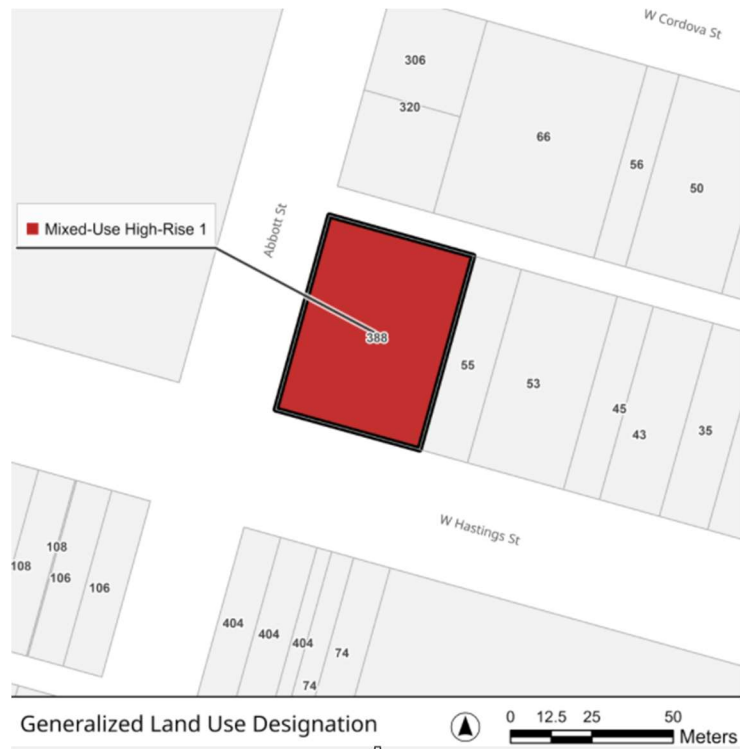 W Cordova St
306
320
66
56
50
Abbott St
Mixed-Use High-Rise 1
388
55
53
45
43
35
W Hastings St
108
108
106
106
404
404
404
74
74
Generalized Land Use Designation
0 12.5 25 50
Meters